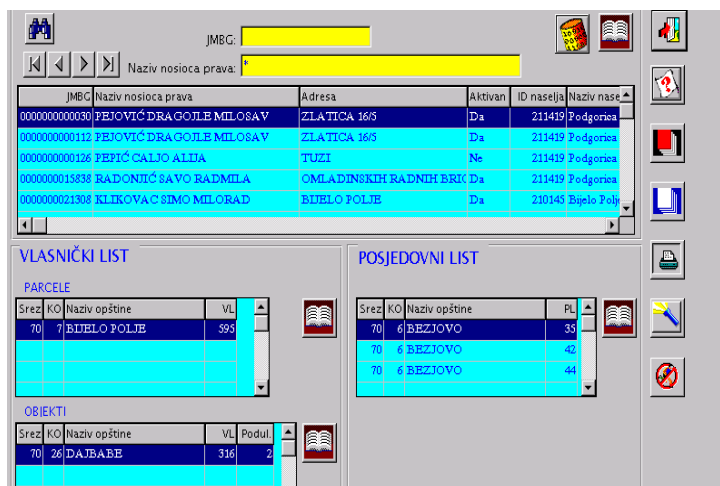 JMBG:
Naziv nosioca prava: *
JMBG Naziv nosioca prava Adresa Aktivan ID naselja Naziv nase
0000000000030 PEJOVIĆ DRAGOJLE MILOSAV ZLATICA 16/5 Da 211419 Podgorica
0000000000112 PEJOVIĆ DRAGOJLE MILOSAV ZLATICA 16/5 Da 211419 Podgorica
0000000000126 PEPIĆ CALJO ALIJA TUZI Ne 211419 Podgorica
0000000015838 RADONJIĆ SAVO RADMILA OMLADINSKIH RADNIH BRIG Da 211419 Podgorica
0000000021308 KLIKOVAC SIMO MILORAD BIJELO POLJE Da 210145 Bijelo Polje
VLASNIČKI LIST
PARCELE
Srez KO Naziv opštine VL
70 7 BIJELO POLJE 595
OBJEKTI
Srez KO Naziv opštine VL Podul.
70 26 DAJBABE 316 2
POSJEDOVNI LIST
Srez KO Naziv opštine PL
70 6 BEZJOVO 35
70 6 BEZJOVO 42
70 6 BEZJOVO 44